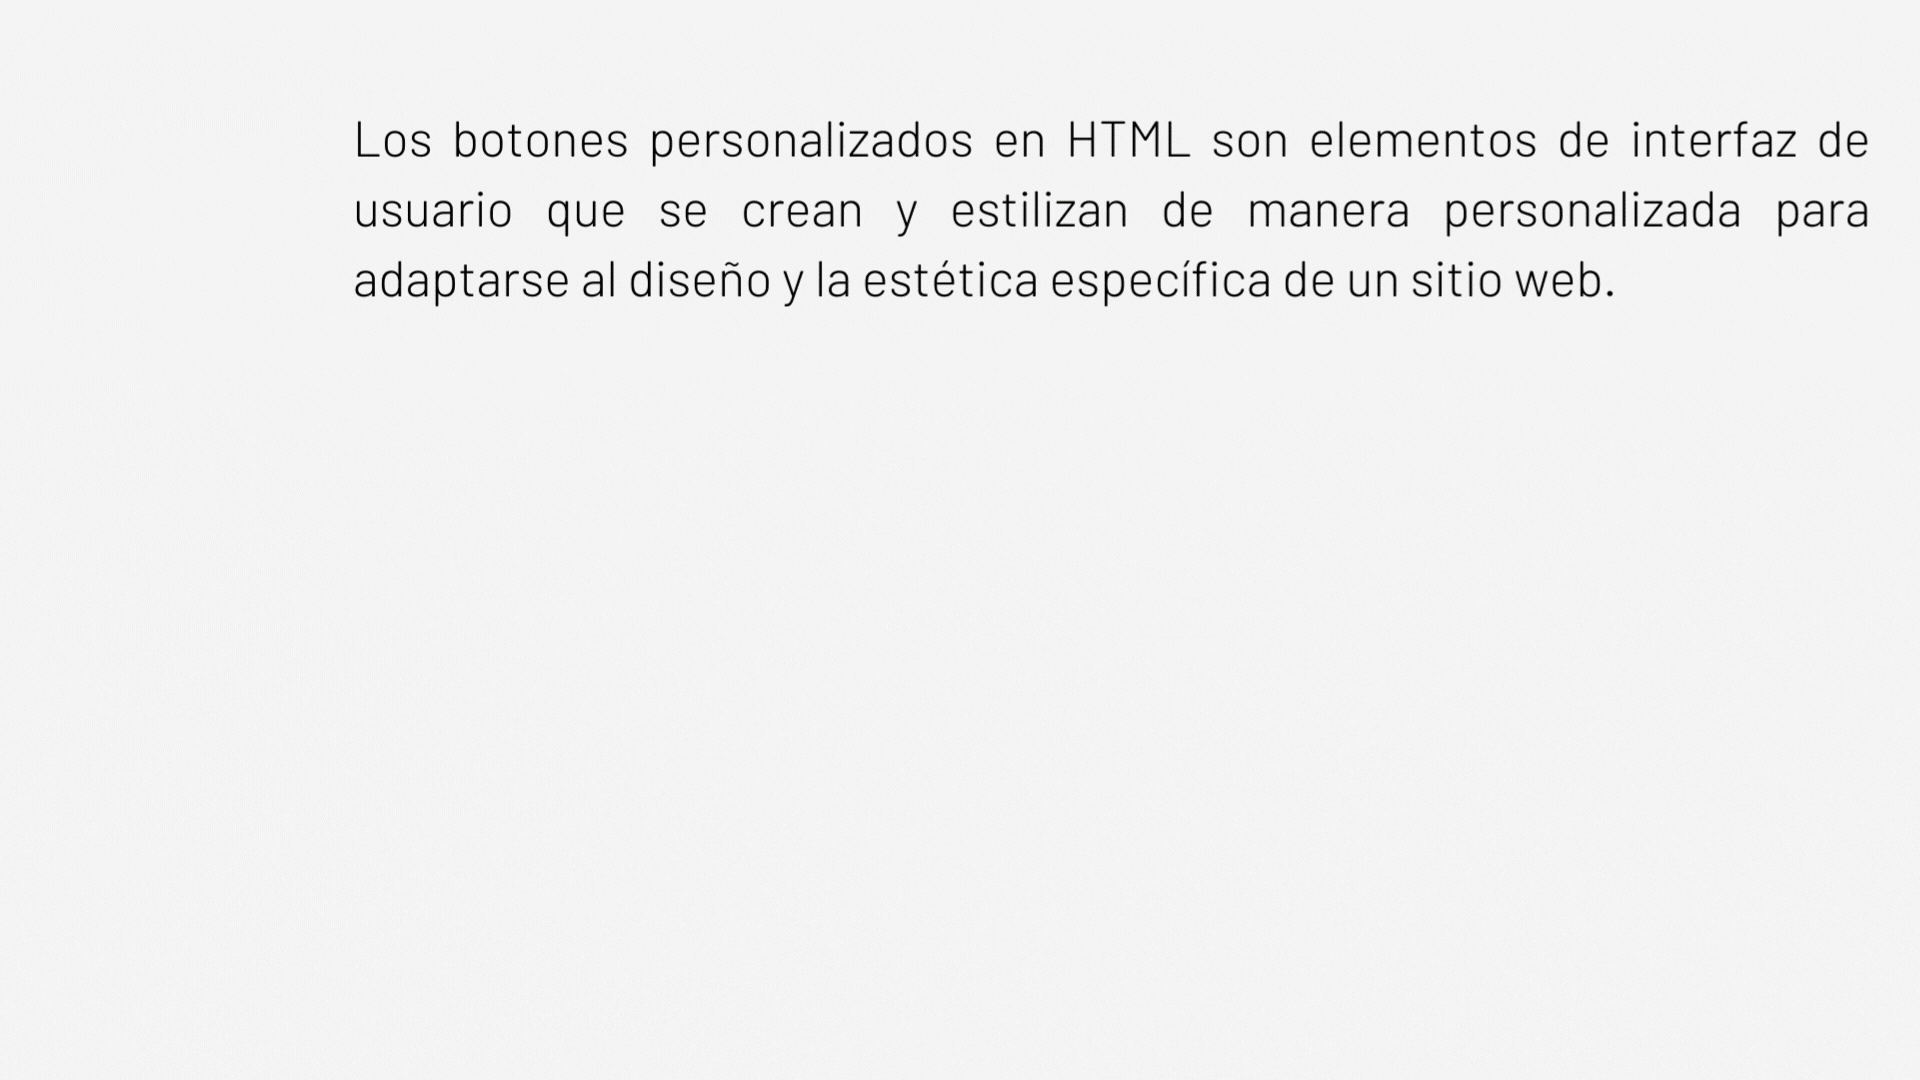 Los botones personalizados en HTML son elementos de interfaz de
usuario que se crean y estilizan de manera personalizada para
adaptarse al diseño y la estética específica de un sitio web.